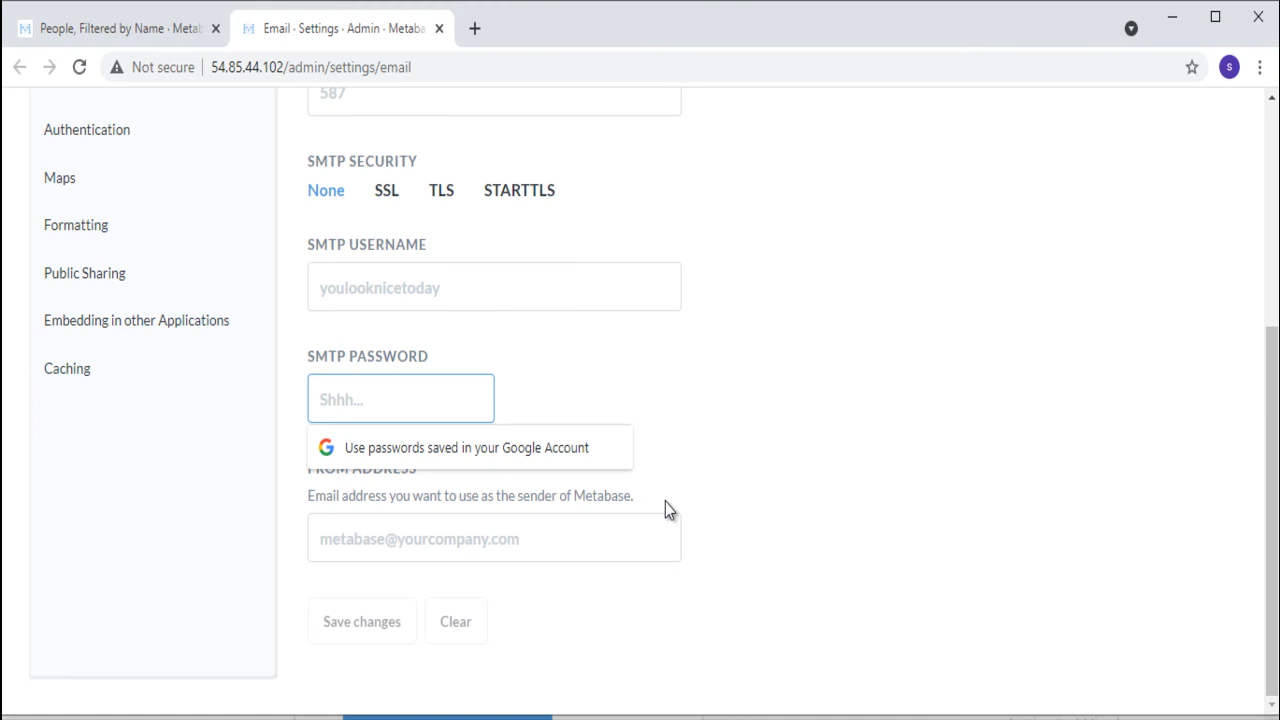 People, Filtered by Name · Metab
Email · Settings · Admin · Metaba
Not secure
54.85.44.102/admin/settings/email
s
587
Authentication
Maps
Formatting
Public Sharing
Embedding in other Applications
Caching
SMTP SECURITY
None SSL TLS STARTTLS
SMTP USERNAME
youlooknicetoday
SMTP PASSWORD
Shhh...
Use passwords saved in your Google Account
FROM ADDRESS
Email address you want to use as the sender of Metabase.
metabase@yourcompany.com
Save changes
Clear